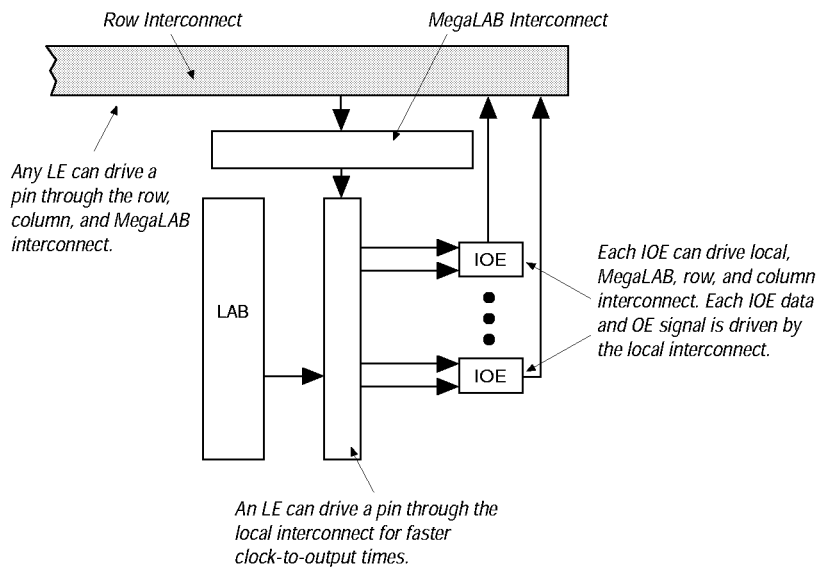 Row Interconnect
MegaLAB Interconnect
Any LE can drive a
pin through the row,
column, and MegaLAB
interconnect.
LAB
IOE
IOE
Each IOE can drive local,
MegaLAB, row, and column
interconnect. Each IOE data
and OE signal is driven by
the local interconnect.
An LE can drive a pin through the
local interconnect for faster
clock-to-output times.